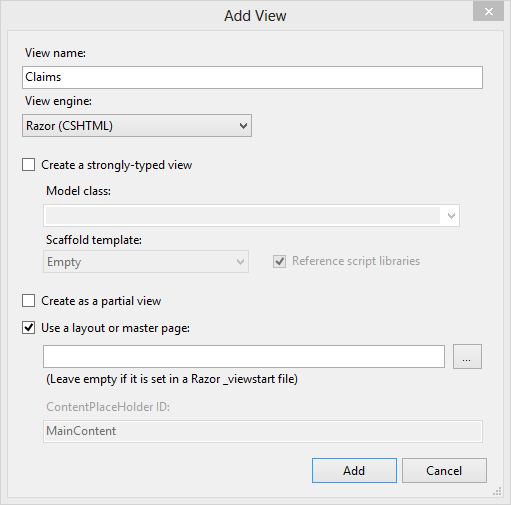 Add View
View name:
Claims
View engine:
Razor (CSHTML)
Create a strongly-typed view
Model class:
Scaffold template:
Empty
Reference script libraries
Create as a partial view
Use a layout or master page:
...
(Leave empty if it is set in a Razor _viewstart file)
ContentPlaceHolder ID:
MainContent
Add
Cancel